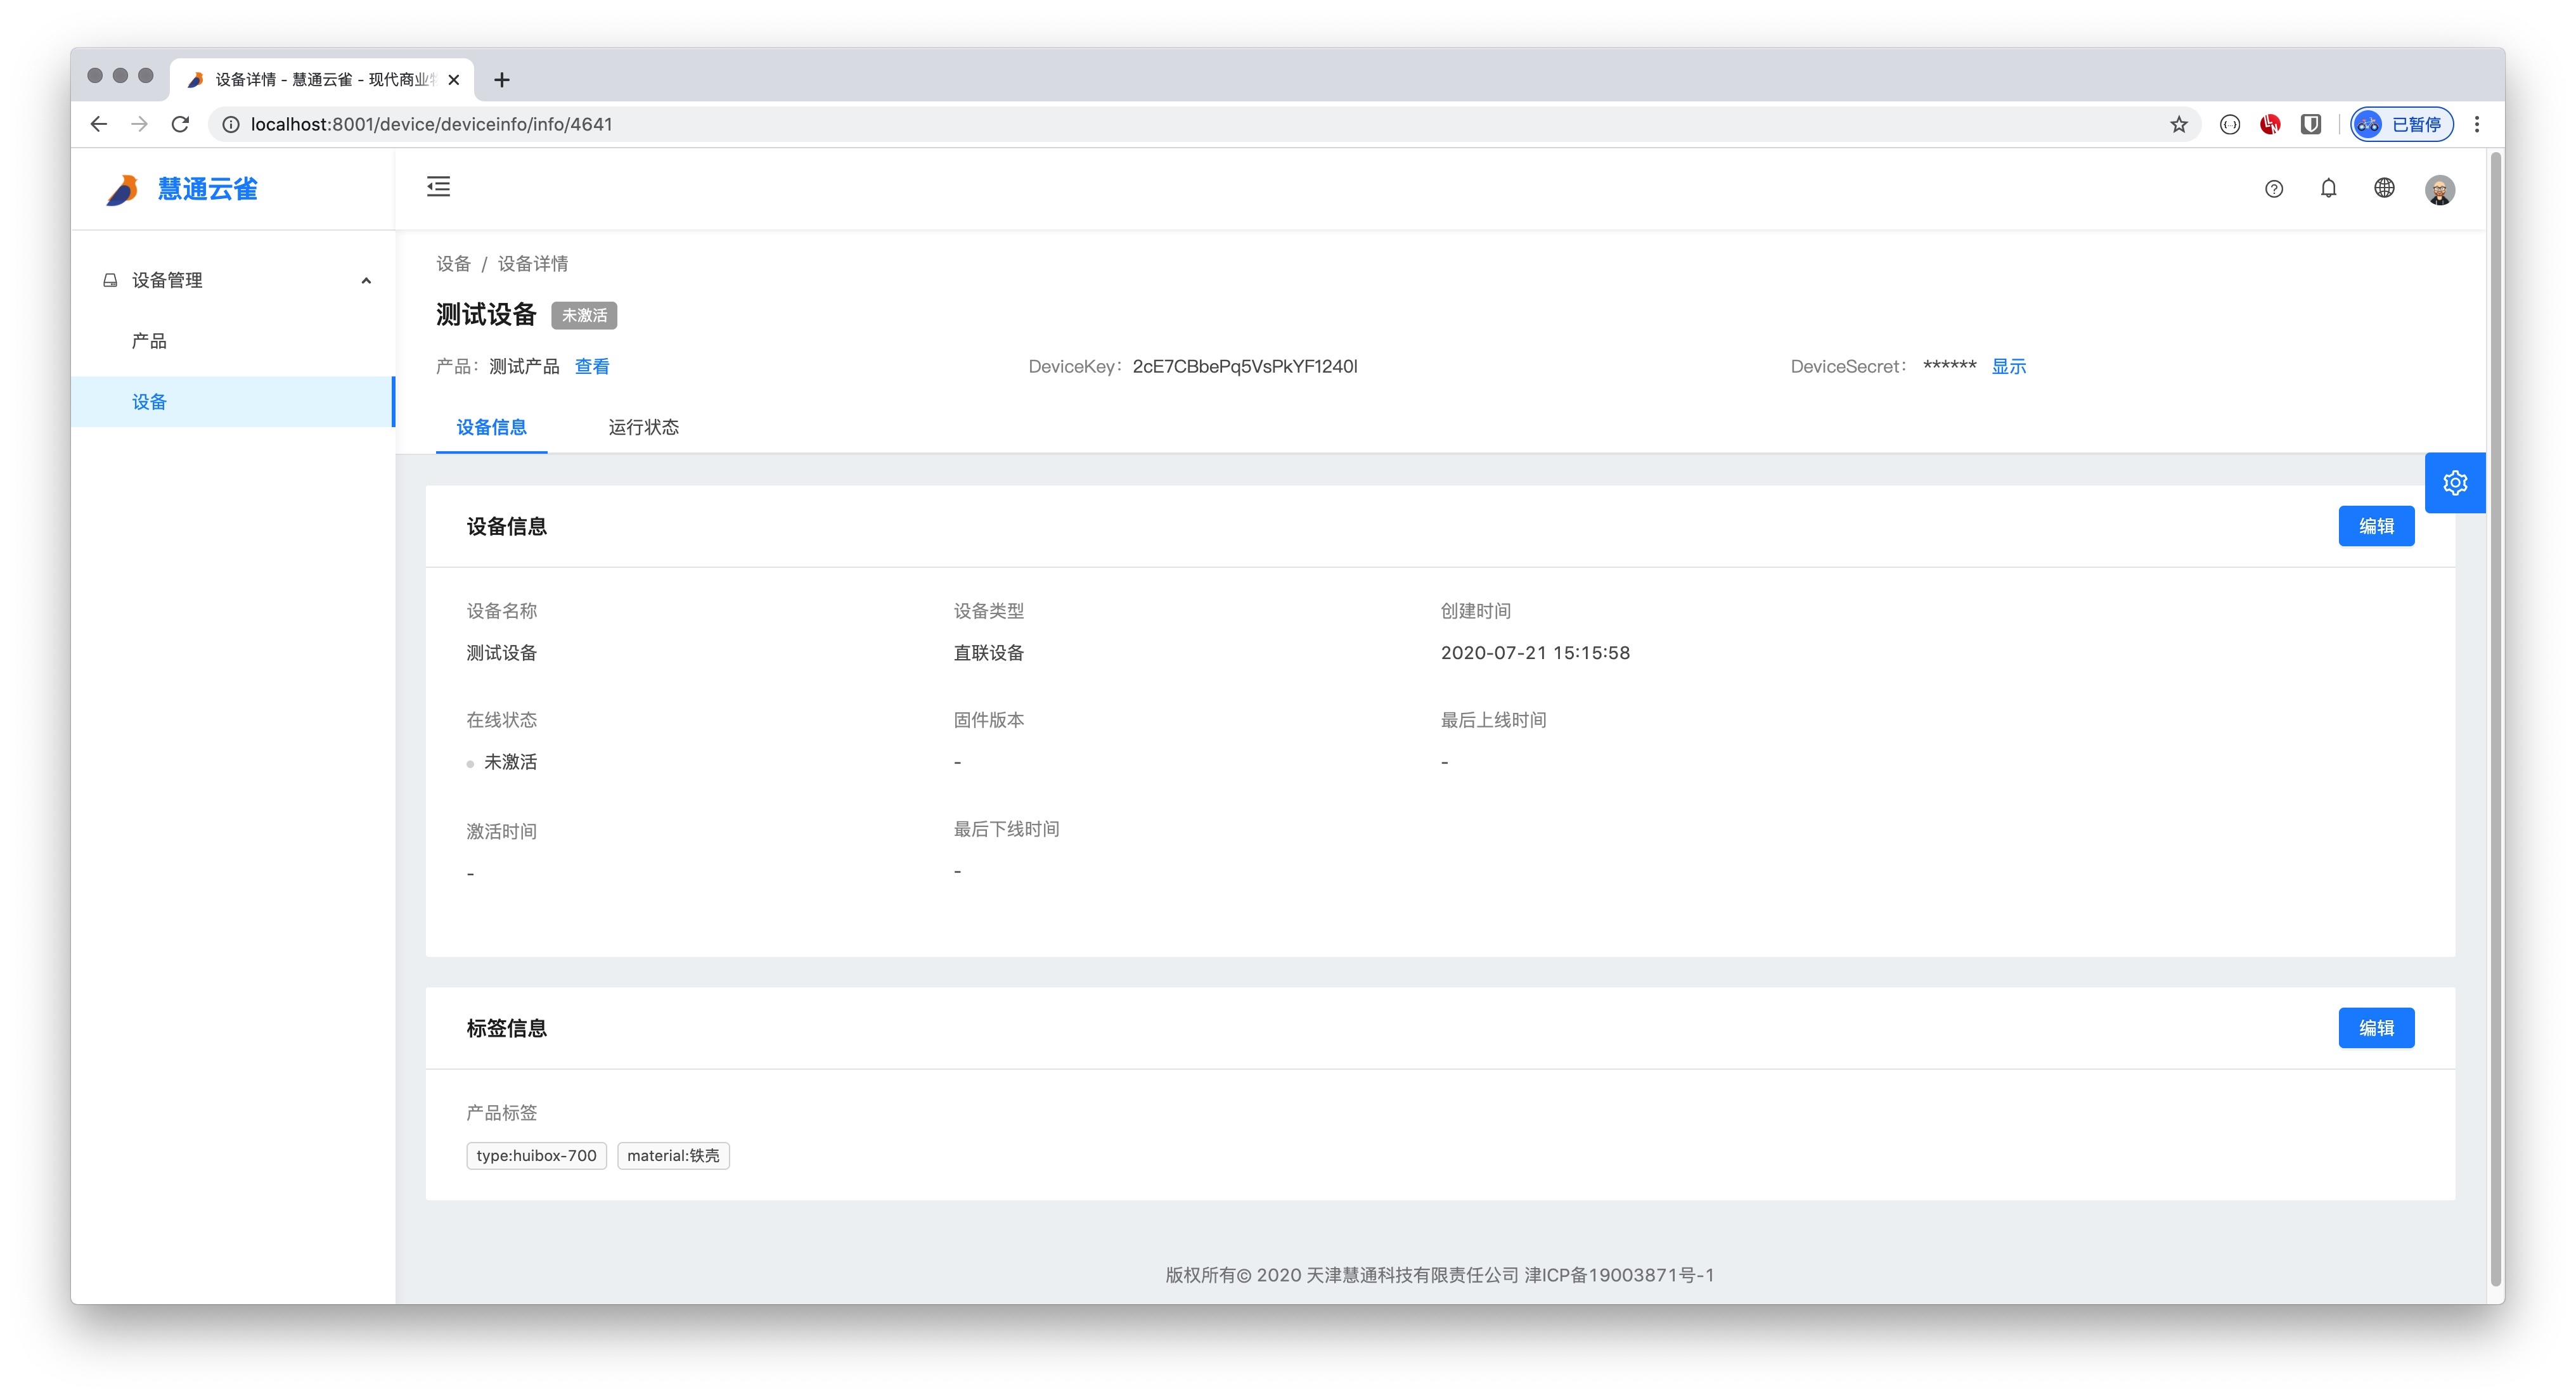 设备详情 - 慧通云雀 - 现代商业
localhost:8001/device/deviceinfo/info/4641
已暂停
慧通云雀
设备管理
产品
设备
设备 / 设备详情
测试设备 未激活
产品: 测试产品 查看 DeviceKey: 2cE7CBbePq5VsPkYF1240l DeviceSecret: ****** 显示
设备信息 运行状态
设备信息 编辑
设备名称 设备类型 创建时间
测试设备 直联设备 2020-07-21 15:15:58
在线状态 固件版本 最后上线时间
未激活 - -
激活时间 最后下线时间
- -
标签信息 编辑
产品标签
type:huibox-700 material:铁壳
版权所有© 2020 天津慧通科技有限责任公司 津ICP备19003871号-1